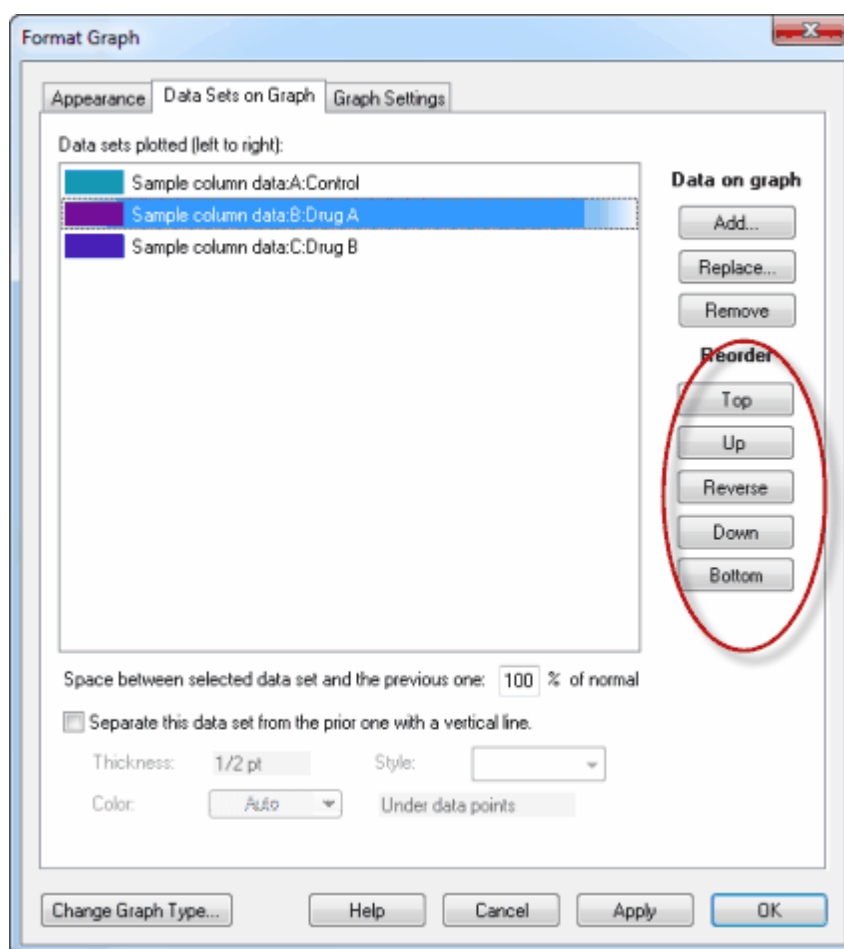 Format Graph
Appearance Data Sets on Graph Graph Settings
Data sets plotted (left to right):
Sample column data:A:Control
Sample column data:B:Drug A
Sample column data:C:Drug B
Data on graph
Add...
Replace...
Remove
Reorder
Top
Up
Reverse
Down
Bottom
Space between selected data set and the previous one: 100 % of normal
Separate this data set from the prior one with a vertical line.
Thickness: 1/2 pt Style:
Color: Auto Under data points
Change Graph Type... Help Cancel Apply OK